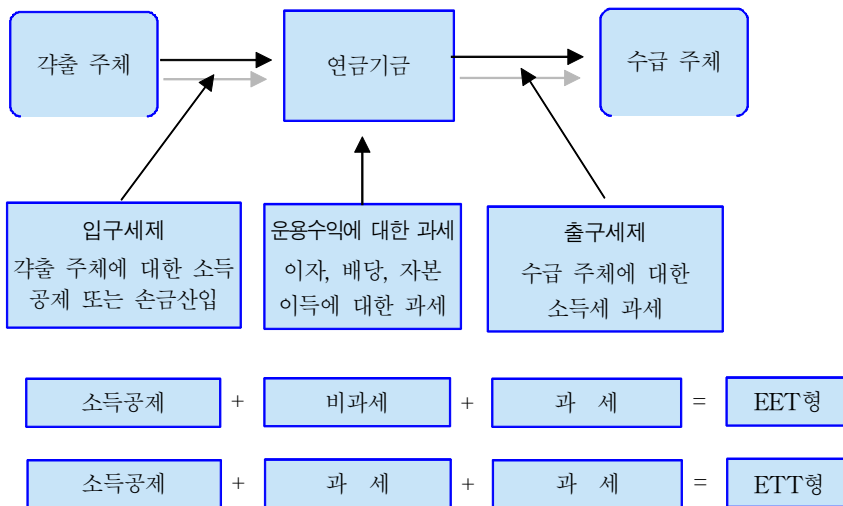 갹출 주체
연금기금
수급 주체
입구세제
갹출 주체에 대한 소득
공제 또는 손금산입
운용수익에 대한 과세
이자, 배당, 자본
이득에 대한 과세
출구세제
수급 주체에 대한
소득세 과세
소득공제 + 비과세 + 과 세 = EET형
소득공제 + 과 세 + 과 세 = ETT형